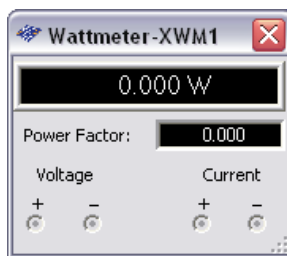 Wattmeter-XWM1
0.000 W
Power Factor: 0.000
Voltage Current
+ − + −